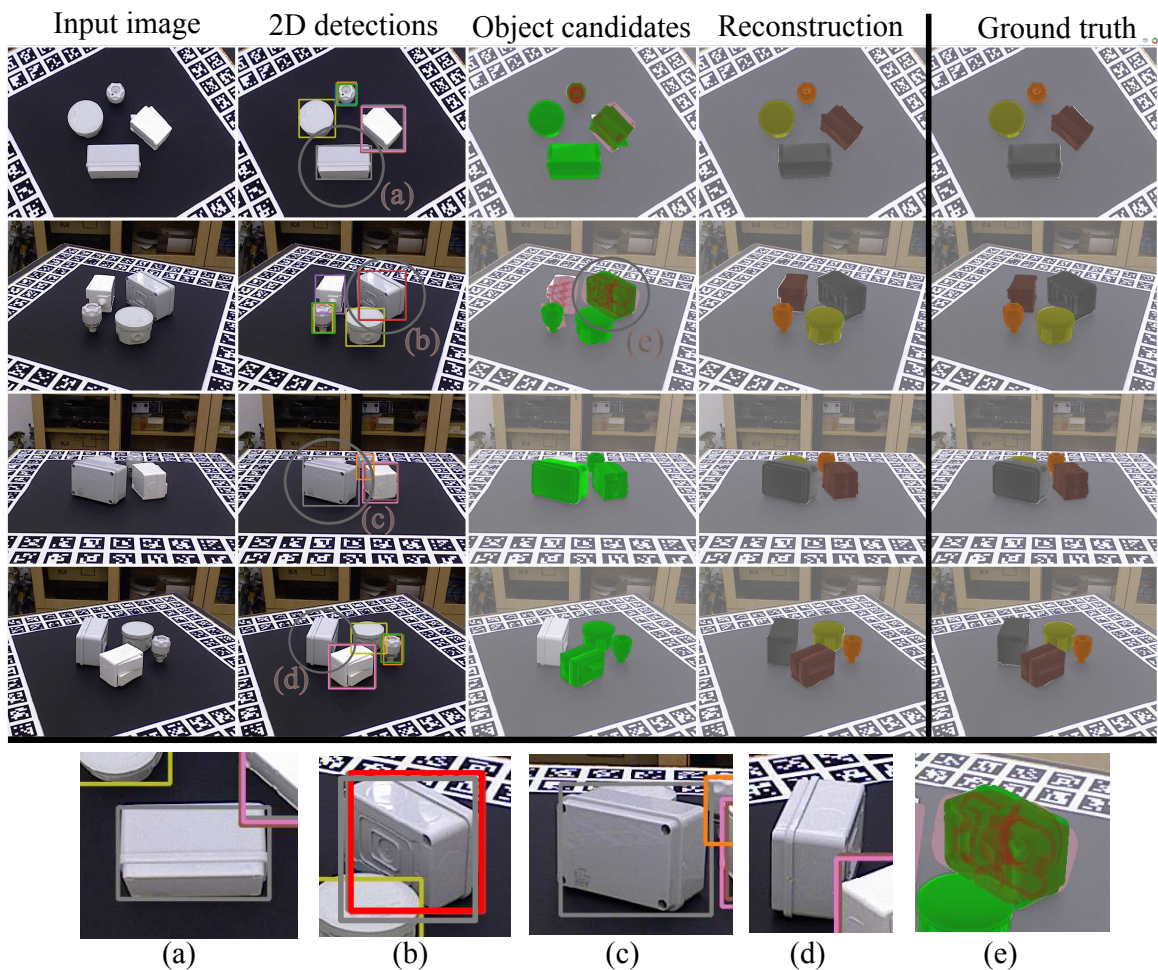 Input image 2D detections Object candidates Reconstruction Ground truth
(a)
(b)
(e)
(c)
(d)
(a) (b) (c) (d) (e)